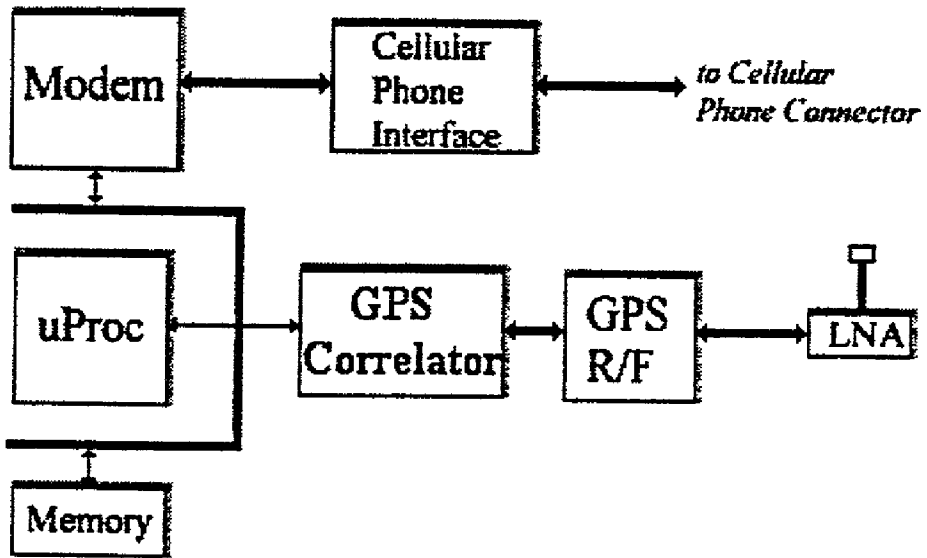 Modem
Cellular
Phone
Interface
to Cellular
Phone Connector
uProc
GPS
Correlator
GPS
R/F
LNA
Memory